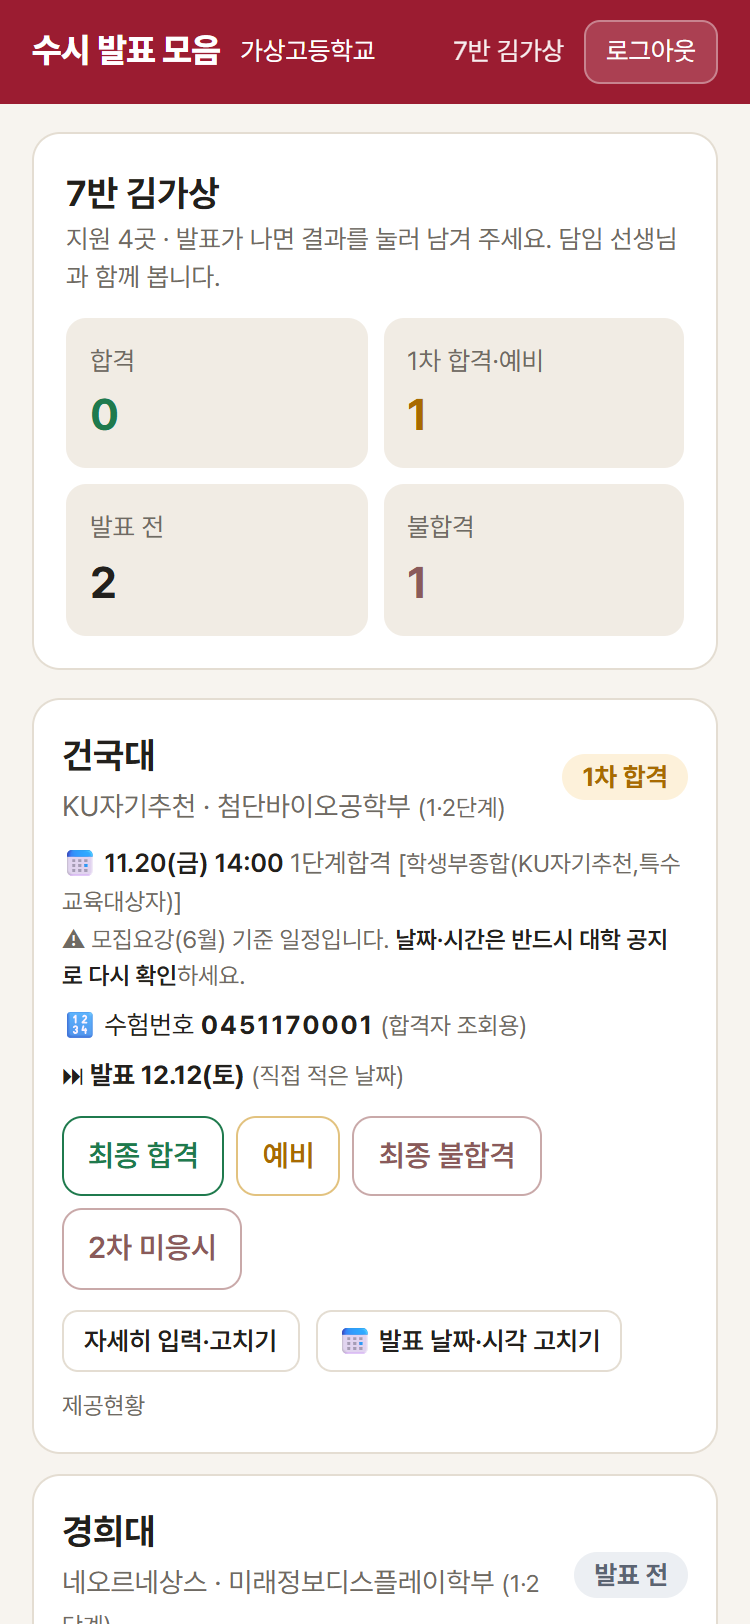 수시 발표 모음 가상고등학교 7반 김가상 로그아웃
7반 김가상
지원 4곳 · 발표가 나면 결과를 눌러 남겨 주세요. 담임 선생님
과 함께 봅니다.
합격
0
1차 합격·예비
1
발표 전
2
불합격
1
건국대
KU자기추천 · 첨단바이오공학부 (1·2단계)
1차 합격
11.20(금) 14:00 1단계합격 [학생부종합(KU자기추천,특수
교육대상자)]
⚠ 모집요강(6월) 기준 일정입니다. 날짜·시간은 반드시 대학 공지
로 다시 확인하세요.
🔢 수험번호 0451170001 (합격자 조회용)
⏭ 발표 12.12(토) (직접 적은 날짜)
최종 합격 예비 최종 불합격
2차 미응시
자세히 입력·고치기 발표 날짜·시각 고치기
제공현황
경희대
네오르네상스 · 미래정보디스플레이학부 (1·2
단계)
발표 전